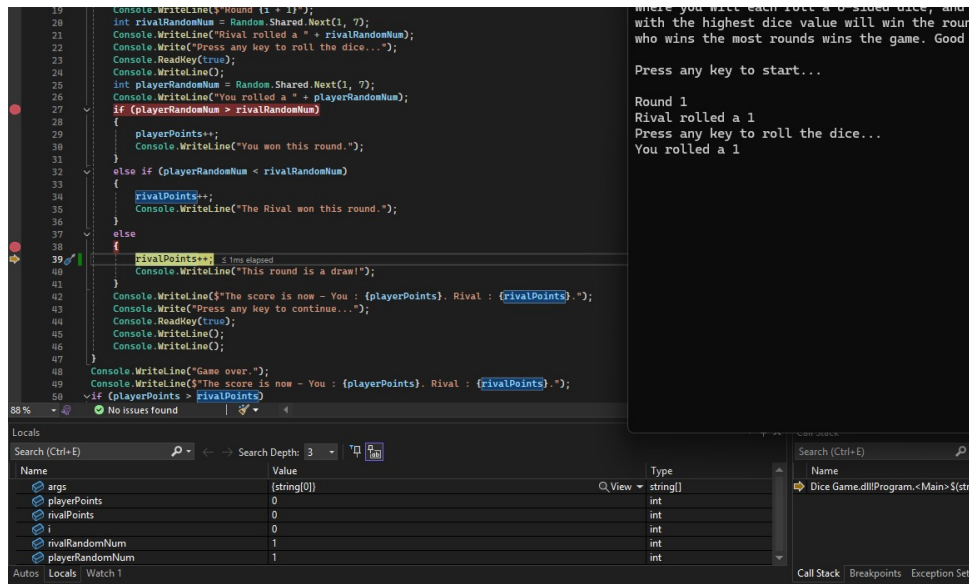 19 Console.WriteLine($"Round {i + 1}");
20 int rivalRandomNum = Random.Shared.Next(1, 7);
21 Console.WriteLine("Rival rolled a " + rivalRandomNum);
22 Console.Write("Press any key to roll the dice...");
23 Console.ReadKey(true);
24 Console.WriteLine();
25 int playerRandomNum = Random.Shared.Next(1, 7);
26 Console.WriteLine("You rolled a " + playerRandomNum);
27 if (playerRandomNum > rivalRandomNum)
28 {
29 playerPoints++;
30 Console.WriteLine("You won this round.");
31 }
32 else if (playerRandomNum < rivalRandomNum)
33 {
34 rivalPoints++;
35 Console.WriteLine("The Rival won this round.");
36 }
37 else
38 {
39 rivalPoints++; ≤ 1ms elapsed
40 Console.WriteLine("This round is a draw!");
41 }
42 Console.WriteLine($"The score is now - You : {playerPoints}. Rival : {rivalPoints}.");
43 Console.Write("Press any key to continue...");
44 Console.ReadKey(true);
45 Console.WriteLine();
46 Console.WriteLine();
47 }
48 Console.WriteLine("Game over.");
49 Console.WriteLine($"The score is now - You : {playerPoints}. Rival : {rivalPoints}.");
50 if (playerPoints > rivalPoints)
88 % No issues found
where you will each roll a 6-sided dice, and
with the highest dice value will win the roun
who wins the most rounds wins the game. Good
Press any key to start...
Round 1
Rival rolled a 1
Press any key to roll the dice...
You rolled a 1
Locals
Search (Ctrl+E) Search Depth: 3
Name Value Type
args {string[0]} View string[]
playerPoints 0 int
rivalPoints 0 int
i 0 int
rivalRandomNum 1 int
playerRandomNum 1 int
Autos Locals Watch 1
Call Stack
Search (Ctrl+E)
Name
Dice Game.dll!Program.<Main>$(str
Call Stack Breakpoints Exception Set